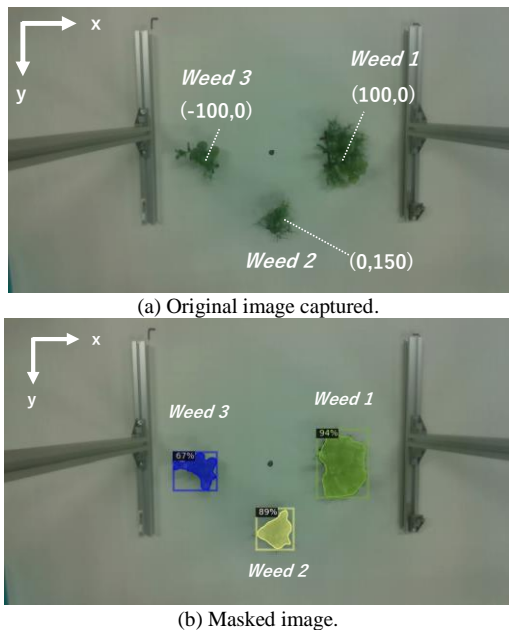 x
y
Weed 3
(-100,0)
Weed 1
(100,0)
Weed 2
(0,150)
(a) Original image captured.
x
y
Weed 3
67%
Weed 1
94%
89%
Weed 2
(b) Masked image.